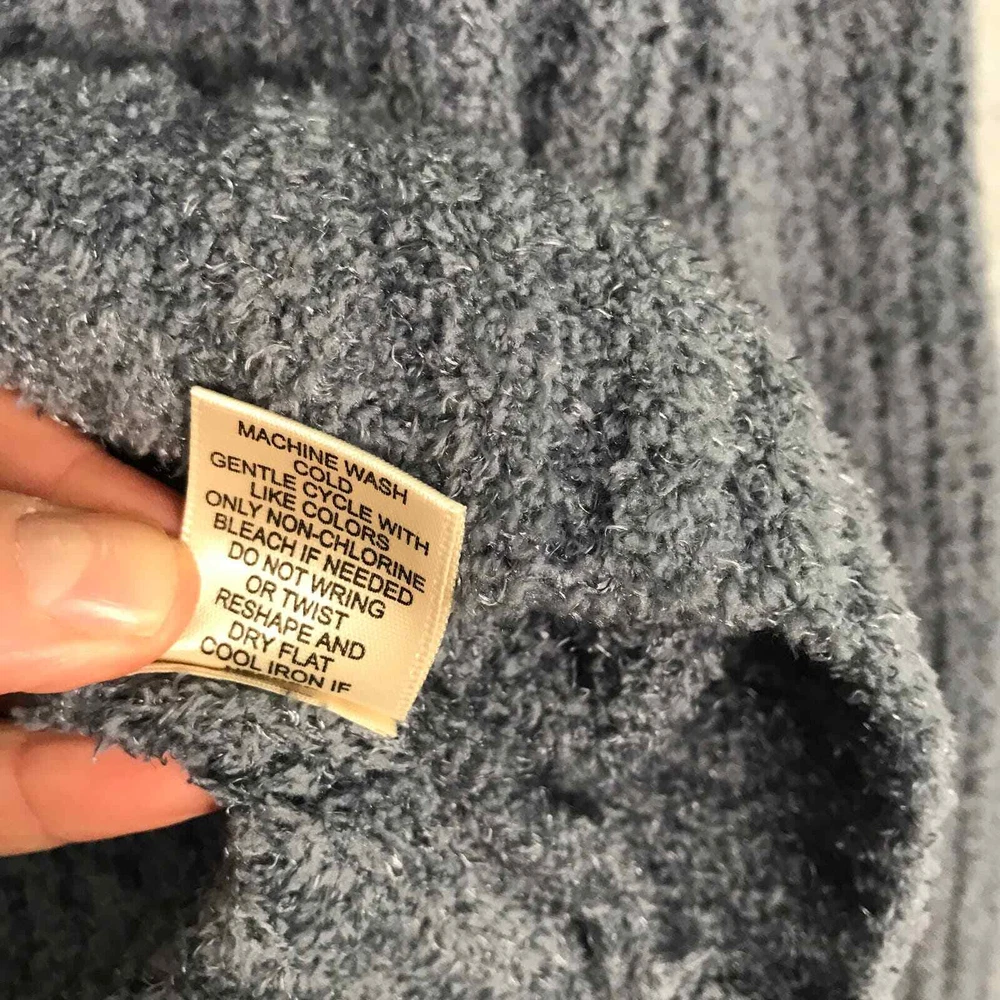 MACHINE WASH
COLD
GENTLE CYCLE WITH
LIKE COLORS
ONLY NON-CHLORINE
BLEACH IF NEEDED
DO NOT WRING
OR TWIST
RESHAPE AND
DRY FLAT
COOL IRON IF